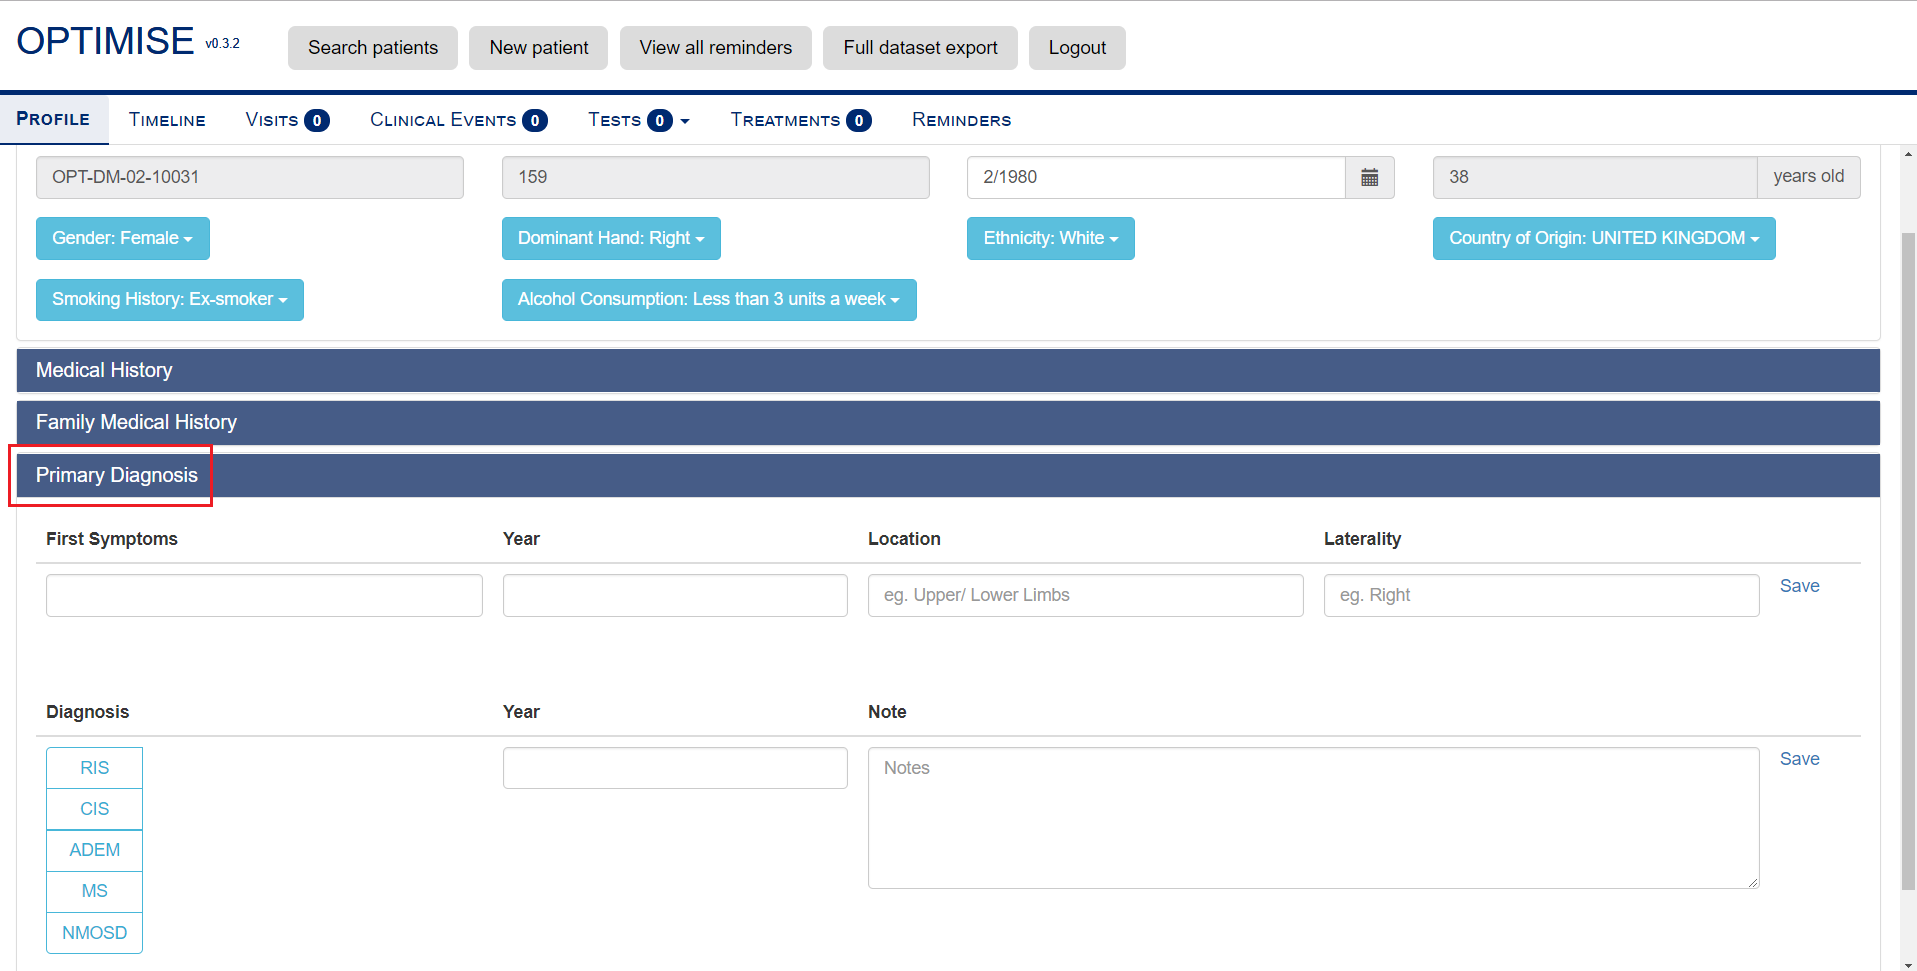 OPTIMISE v0.3.2 Search patients New patient View all reminders Full dataset export Logout
PROFILE TIMELINE VISITS 0 CLINICAL EVENTS 0 TESTS 0 TREATMENTS 0 REMINDERS
OPT-DM-02-10031 159 2/1980 38 years old
Gender: Female Dominant Hand: Right Ethnicity: White Country of Origin: UNITED KINGDOM
Smoking History: Ex-smoker Alcohol Consumption: Less than 3 units a week
Medical History
Family Medical History
Primary Diagnosis
First Symptoms Year Location Laterality
eg. Upper/ Lower Limbs eg. Right Save
Diagnosis Year Note
RIS Notes Save
CIS
ADEM
MS
NMOSD